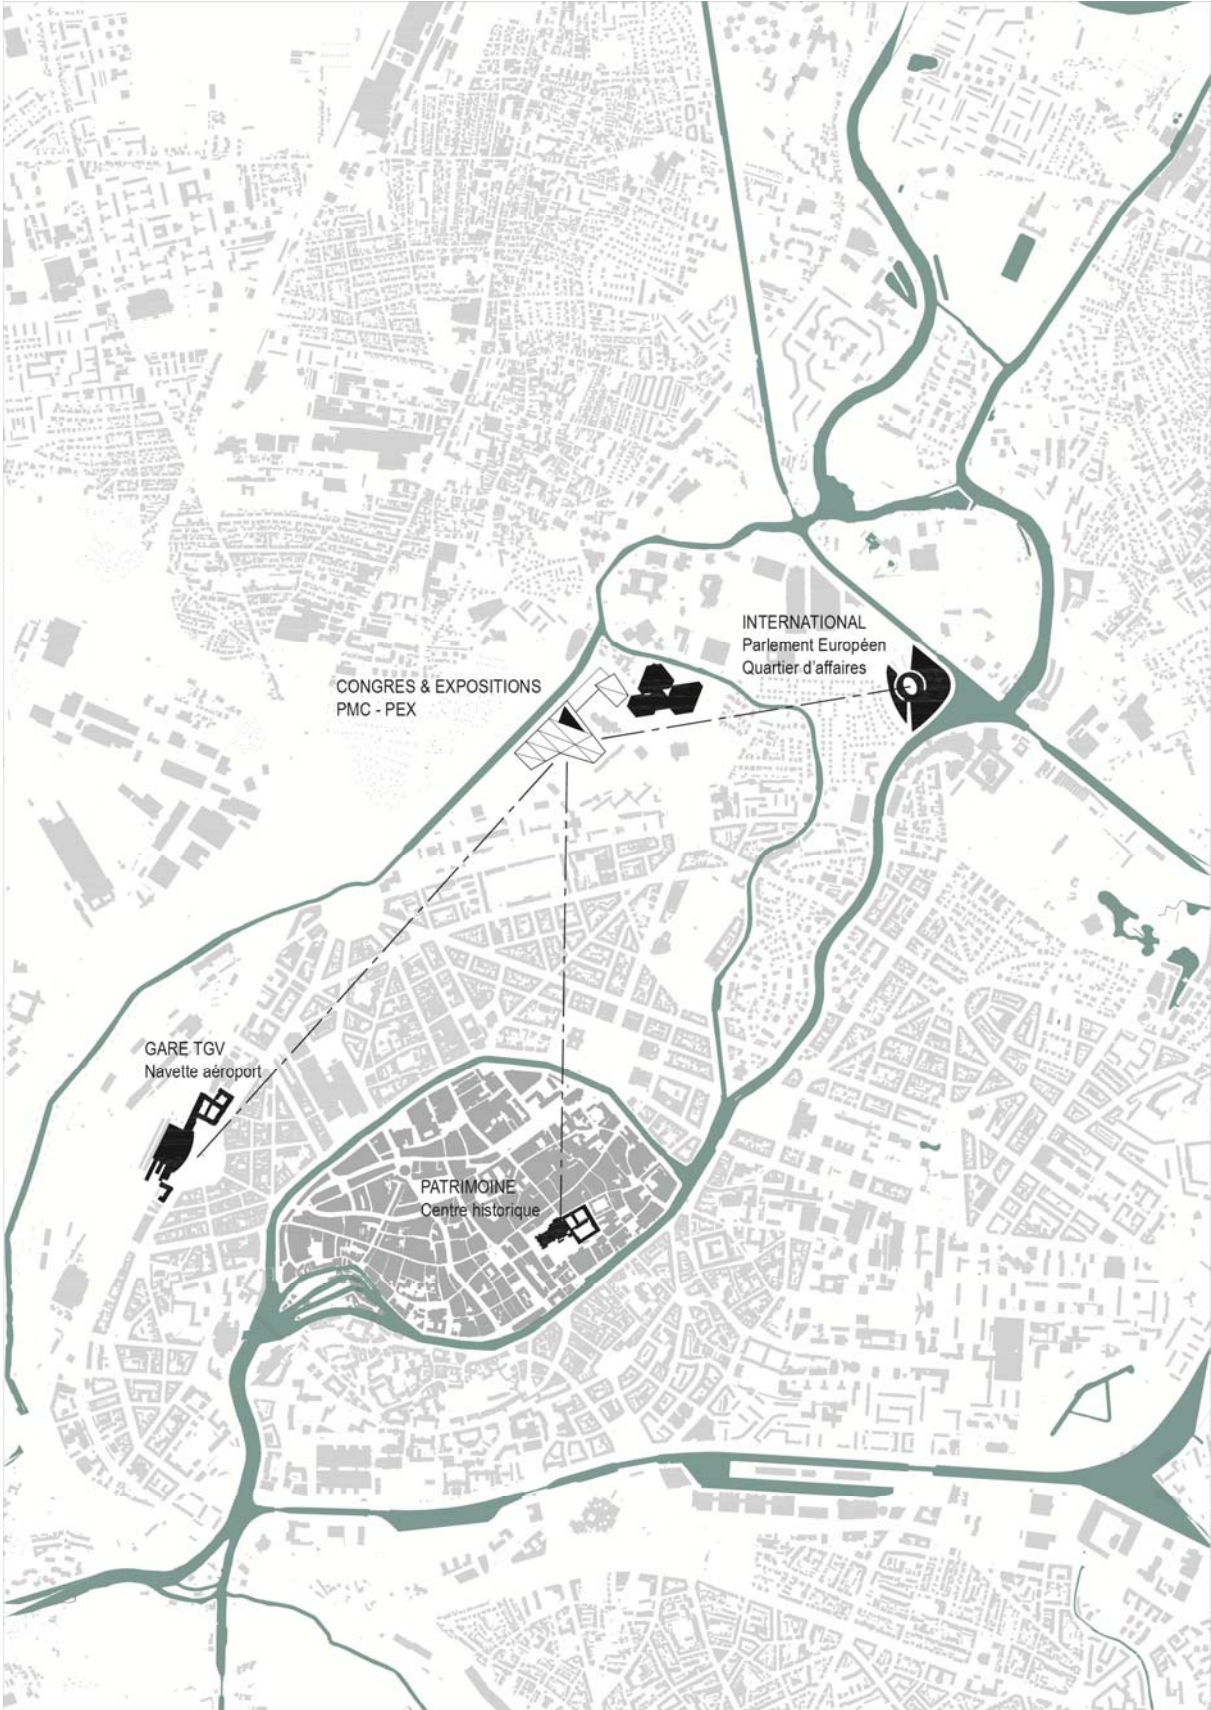 INTERNATIONAL
Parlement Européen
Quartier d'affaires
CONGRES & EXPOSITIONS
PMC - PEX
GARE TGV
Navette aéroport
PATRIMOINE
Centre historique